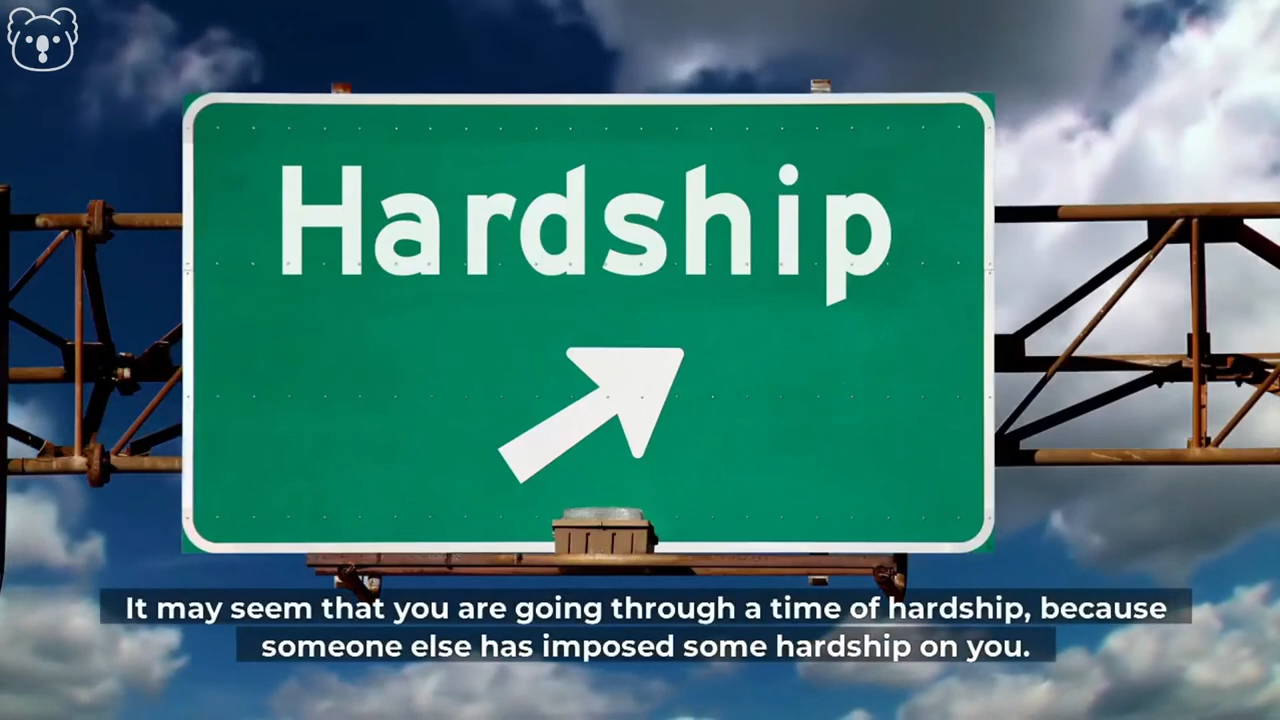 Hardship
It may seem that you are going through a time of hardship, because
someone else has imposed some hardship on you.